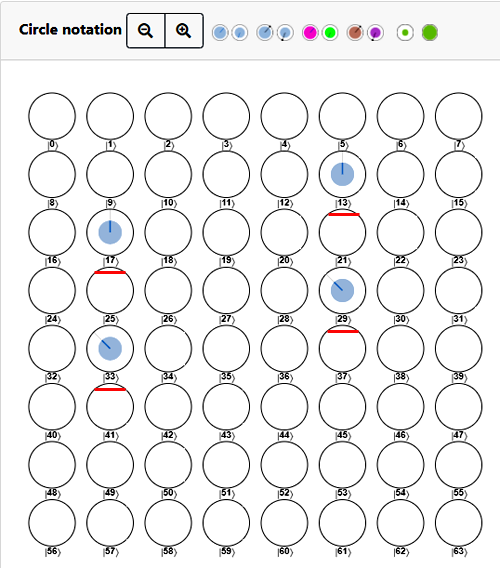 Circle notation
|0⟩ |1⟩ |2⟩ |3⟩ |4⟩ |5⟩ |6⟩ |7⟩
|8⟩ |9⟩ |10⟩ |11⟩ |12⟩ |13⟩ |14⟩ |15⟩
|16⟩ |17⟩ |18⟩ |19⟩ |20⟩ |21⟩ |22⟩ |23⟩
|24⟩ |25⟩ |26⟩ |27⟩ |28⟩ |29⟩ |30⟩ |31⟩
|32⟩ |33⟩ |34⟩ |35⟩ |36⟩ |37⟩ |38⟩ |39⟩
|40⟩ |41⟩ |42⟩ |43⟩ |44⟩ |45⟩ |46⟩ |47⟩
|48⟩ |49⟩ |50⟩ |51⟩ |52⟩ |53⟩ |54⟩ |55⟩
|56⟩ |57⟩ |58⟩ |59⟩ |60⟩ |61⟩ |62⟩ |63⟩